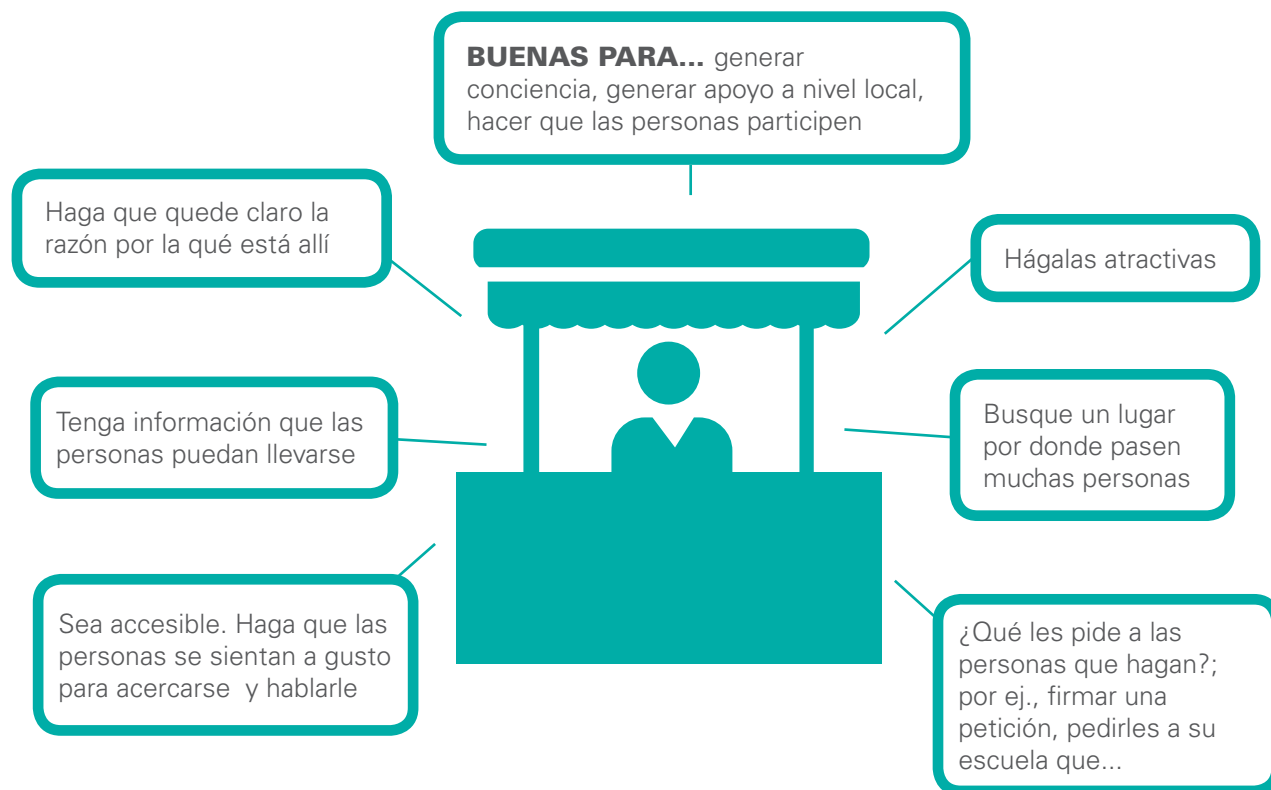 BUENAS PARA... generar
conciencia, generar apoyo a nivel local,
hacer que las personas participen
Haga que quede claro la
razón por la qué está allí
Hágalas atractivas
Tenga información que las
personas puedan llevarse
Busque un lugar
por donde pasen
muchas personas
Sea accesible. Haga que las
personas se sientan a gusto
para acercarse y hablarle
¿Qué les pide a las
personas que hagan?;
por ej., firmar una
petición, pedirles a su
escuela que...